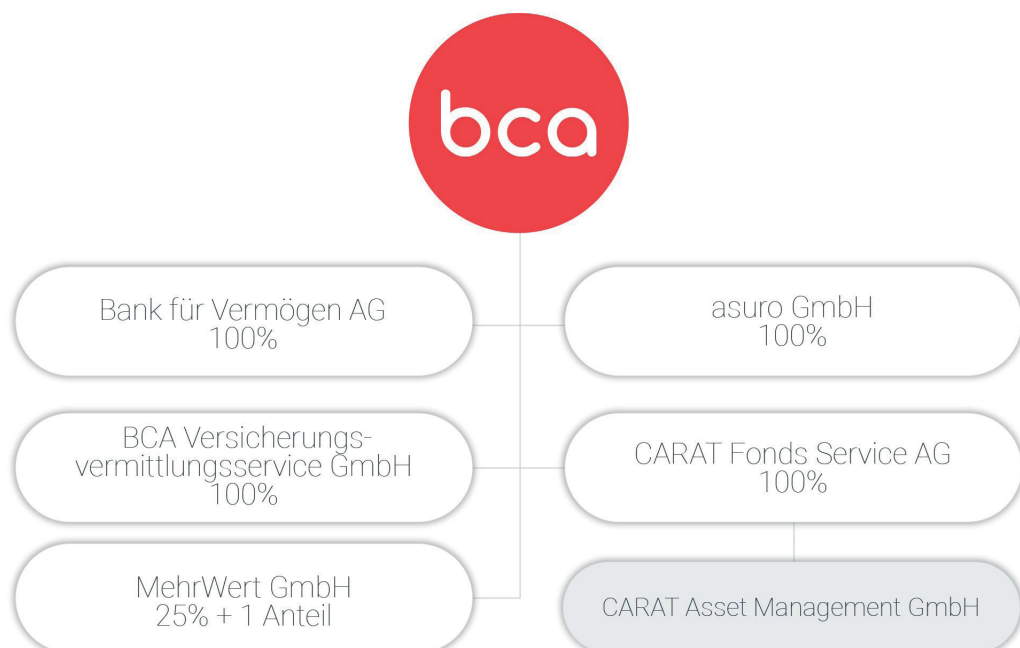 bca
Bank für Vermögen AG
100%
asuro GmbH
100%
BCA Versicherungs-
vermittlungsservice GmbH
100%
CARAT Fonds Service AG
100%
MehrWert GmbH
25% + 1 Anteil
CARAT Asset Management GmbH